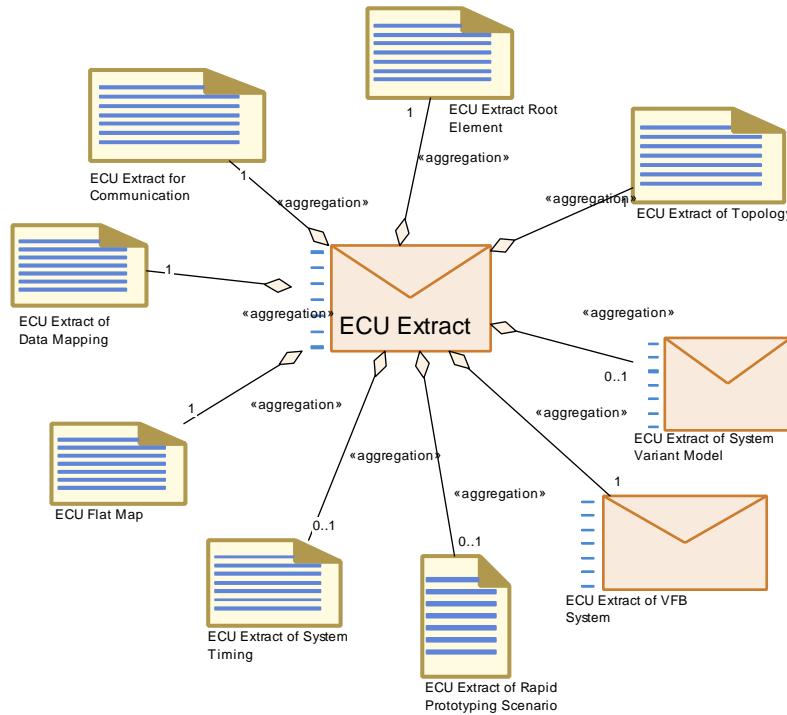 ECU Extract Root
Element
1
«aggregation»
ECU Extract for
Communication
1
«aggregation»
ECU Extract of Topology
1
«aggregation»
ECU Extract of
Data Mapping
1
«aggregation»
ECU Extract
«aggregation»
0..1
ECU Extract of System
Variant Model
ECU Flat Map
1
«aggregation»
«aggregation»
1
ECU Extract of VFB
System
«aggregation»
0..1
ECU Extract of System
Timing
«aggregation»
0..1
ECU Extract of Rapid
Prototyping Scenario